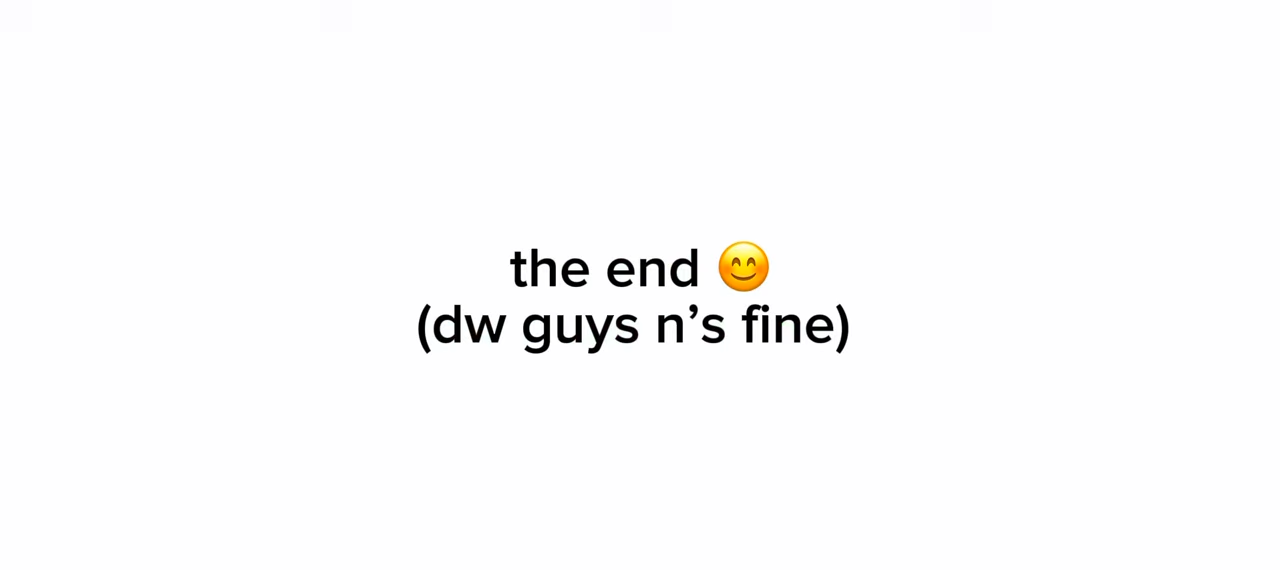 the end 😊
(dw guys n’s fine)